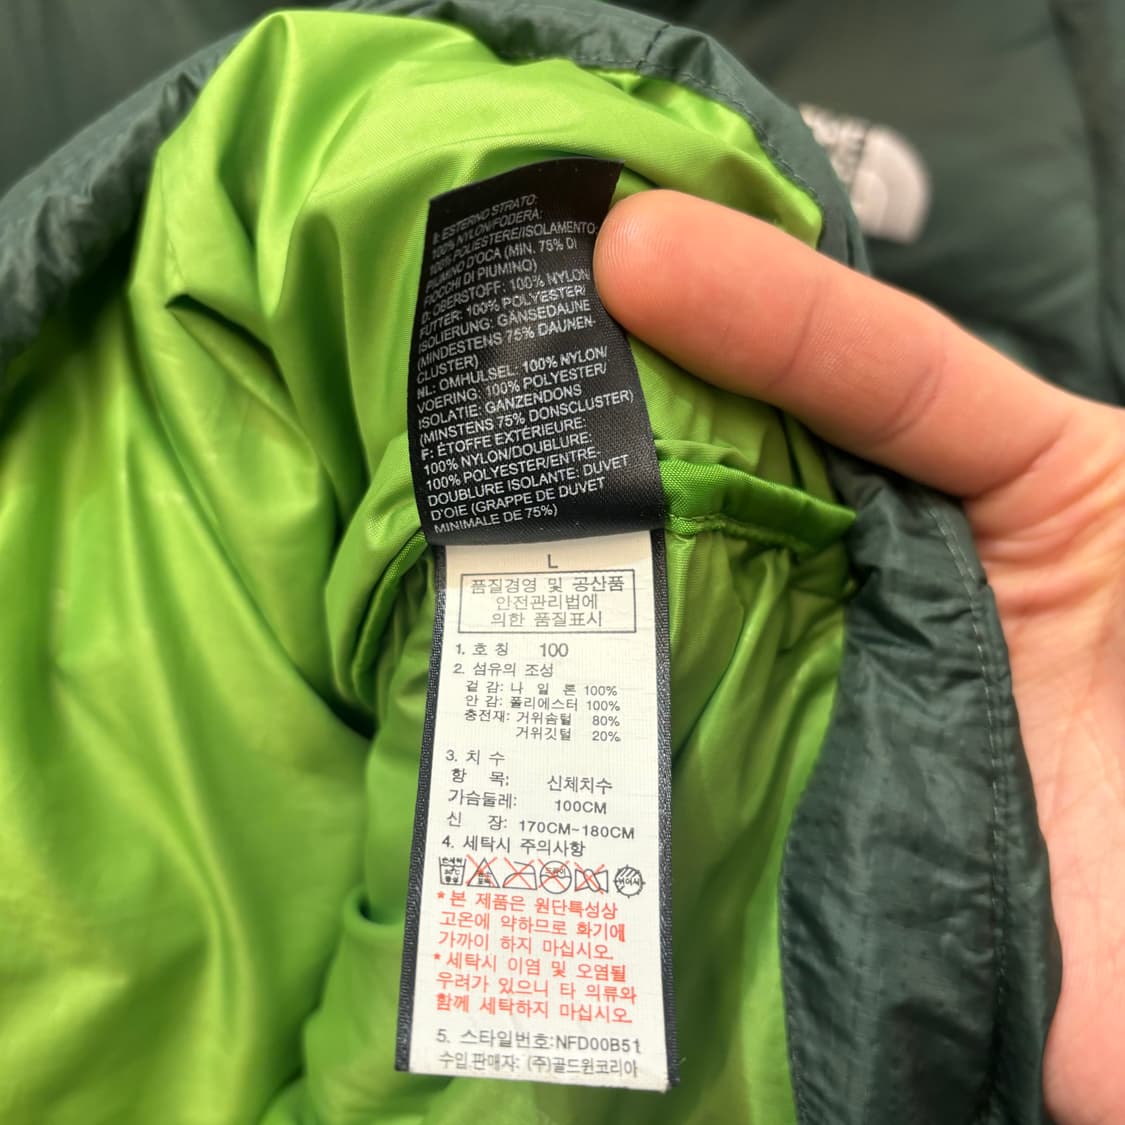 I: ESTERNO STRATO:
100% NYLON/FODERA:
100% POLIESTERE/ISOLAMENTO:
PIUMINO D'OCA (MIN. 75% DI
FIOCCHI DI PIUMINO)
D: OBERSTOFF: 100% NYLON
FUTTER: 100% POLYESTER/
ISOLIERUNG: GÄNSEDAUNE
(MINDESTENS 75% DAUNEN-
CLUSTER)
NL: OMHULSEL: 100% NYLON/
VOERING: 100% POLYESTER/
ISOLATIE: GANZENDONS
(MINSTENS 75% DONSCLUSTER)
F: ÉTOFFE EXTÉRIEURE:
100% NYLON/DOUBLURE:
100% POLYESTER/ENTRE-
DOUBLURE ISOLANTE: DUVET
D'OIE (GRAPPE DE DUVET
MINIMALE DE 75%)
L
품질경영 및 공산품
안전관리법에
의한 품질표시
1. 호 칭 100
2. 섬유의 조성
겉 감: 나 일 론 100%
안 감: 폴리에스터 100%
충전재: 거위솜털 80%
거위깃털 20%
3. 치 수
항 목: 신체치수
가슴둘레: 100CM
신 장: 170CM~180CM
4. 세탁시 주의사항
*본 제품은 원단특성상
고온에 약하므로 화기에
가까이 하지 마십시오.
*세탁시 이염 및 오염될
우려가 있으니 타 의류와
함께 세탁하지 마십시오.
5. 스타일번호:NFD00B51
수입 판매자: (주)골드윈코리아